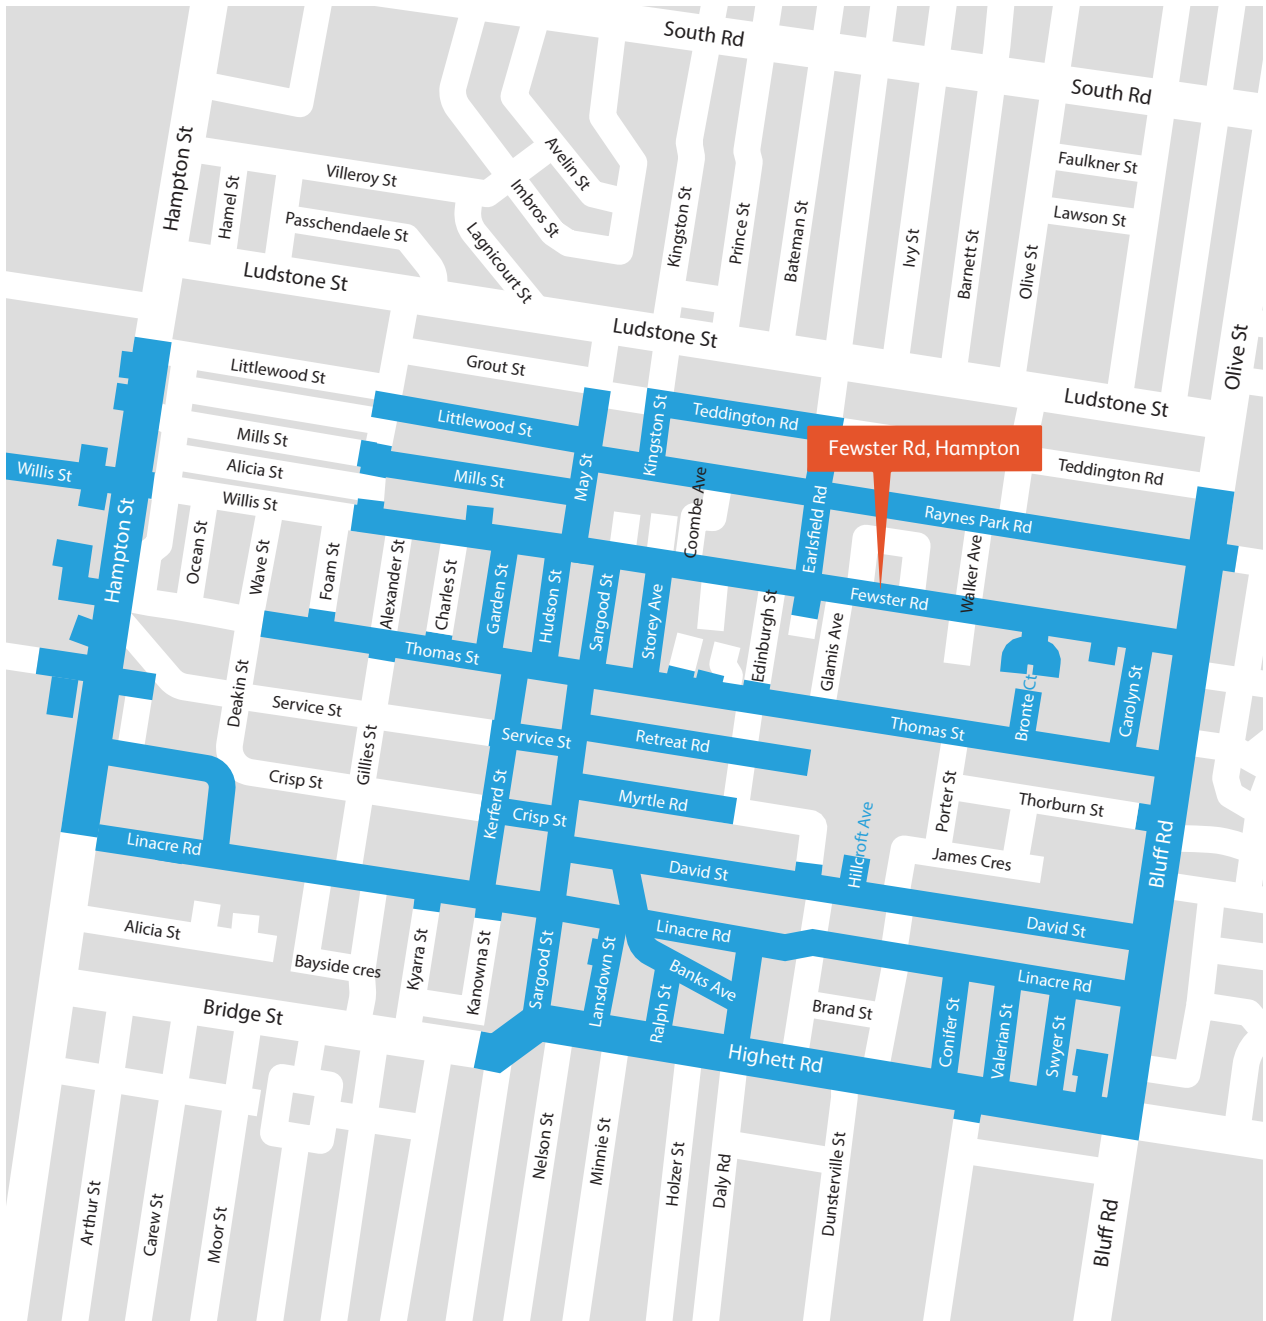 South Rd
South Rd
Hampton St
Avelin St
Faulkner St
Villeroy St
Hamel St
Imbros St
Lawson St
Passchendaele St
Kingston St
Prince St
Bateman St
Ivy St
Barnett St
Olive St
Lagnicourt St
Ludstone St
Ludstone St
Olive St
Grout St
Littlewood St
Ludstone St
Teddington Rd
Littlewood St
Kingston St
Mills St
Fewster Rd, Hampton
Willis St
Alicia St
Mills St
May St
Teddington Rd
Willis St
Coombe Ave
Raynes Park Rd
Hampton St
Ocean St
Wave St
Foam St
Alexander St
Charles St
Garden St
Hudson St
Sargood St
Storey Ave
Earlsfield Rd
Walker Ave
Fewster Rd
Edinburgh St
Glamis Ave
Thomas St
Deakin St
Bronte Ct
Carolyn St
Service St
Gillies St
Service St
Retreat Rd
Thomas St
Crisp St
Kerferd St
Crisp St
Myrtle Rd
Porter St
Thorburn St
Hillcroft Ave
Bluff Rd
Linacre Rd
James Cres
David St
David St
Alicia St
Linacre Rd
Bayside cres
Kyarra St
Kanowna St
Sargood St
Lansdown St
Banks Ave
Linacre Rd
Ralph St
Bridge St
Brand St
Conifer St
Valerian St
Swyer St
Highett Rd
Nelson St
Minnie St
Holzer St
Daly Rd
Dunsterville St
Arthur St
Carew St
Moor St
Bluff Rd